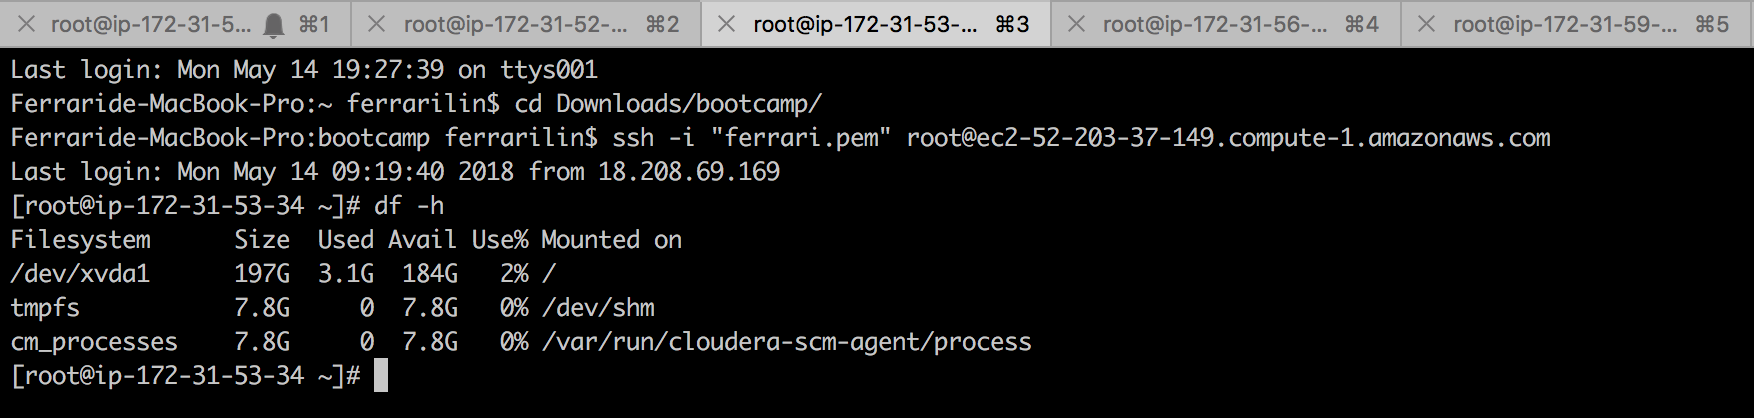 root@ip-172-31-5... ⌘1
root@ip-172-31-52-... ⌘2
root@ip-172-31-53-... ⌘3
root@ip-172-31-56-... ⌘4
root@ip-172-31-59-... ⌘5
Last login: Mon May 14 19:27:39 on ttys001
Ferraride-MacBook-Pro:~ ferrarilin$ cd Downloads/bootcamp/
Ferraride-MacBook-Pro:bootcamp ferrarilin$ ssh -i "ferrari.pem" root@ec2-52-203-37-149.compute-1.amazonaws.com
Last login: Mon May 14 09:19:40 2018 from 18.208.69.169
[root@ip-172-31-53-34 ~]# df -h
Filesystem      Size  Used Avail Use% Mounted on
/dev/xvda1      197G  3.1G  184G   2% /
tmpfs           7.8G     0  7.8G   0% /dev/shm
cm_processes    7.8G     0  7.8G   0% /var/run/cloudera-scm-agent/process
[root@ip-172-31-53-34 ~]#